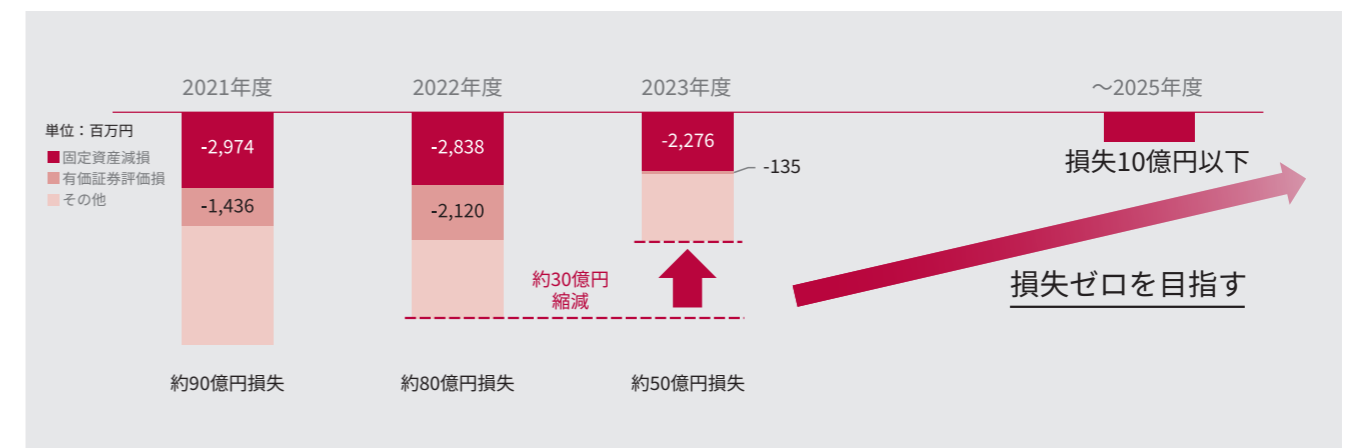 2021年度
2022年度
2023年度
～2025年度
単位：百万円
固定資産減損
有価証券評価損
その他
-2,974
-1,436
-2,838
-2,120
-2,276
-135
損失10億円以下
約30億円
縮減
損失ゼロを目指す
約90億円損失
約80億円損失
約50億円損失